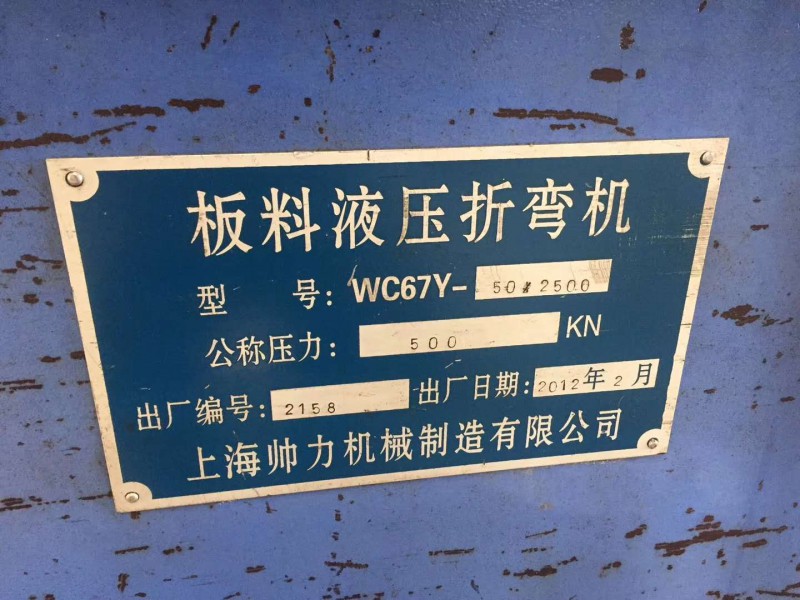 板料液压折弯机
型 号：WC67Y- 50*2500
公称压力： 500 KN
出厂编号： 2158 出厂日期：2012年2月
上海帅力机械制造有限公司